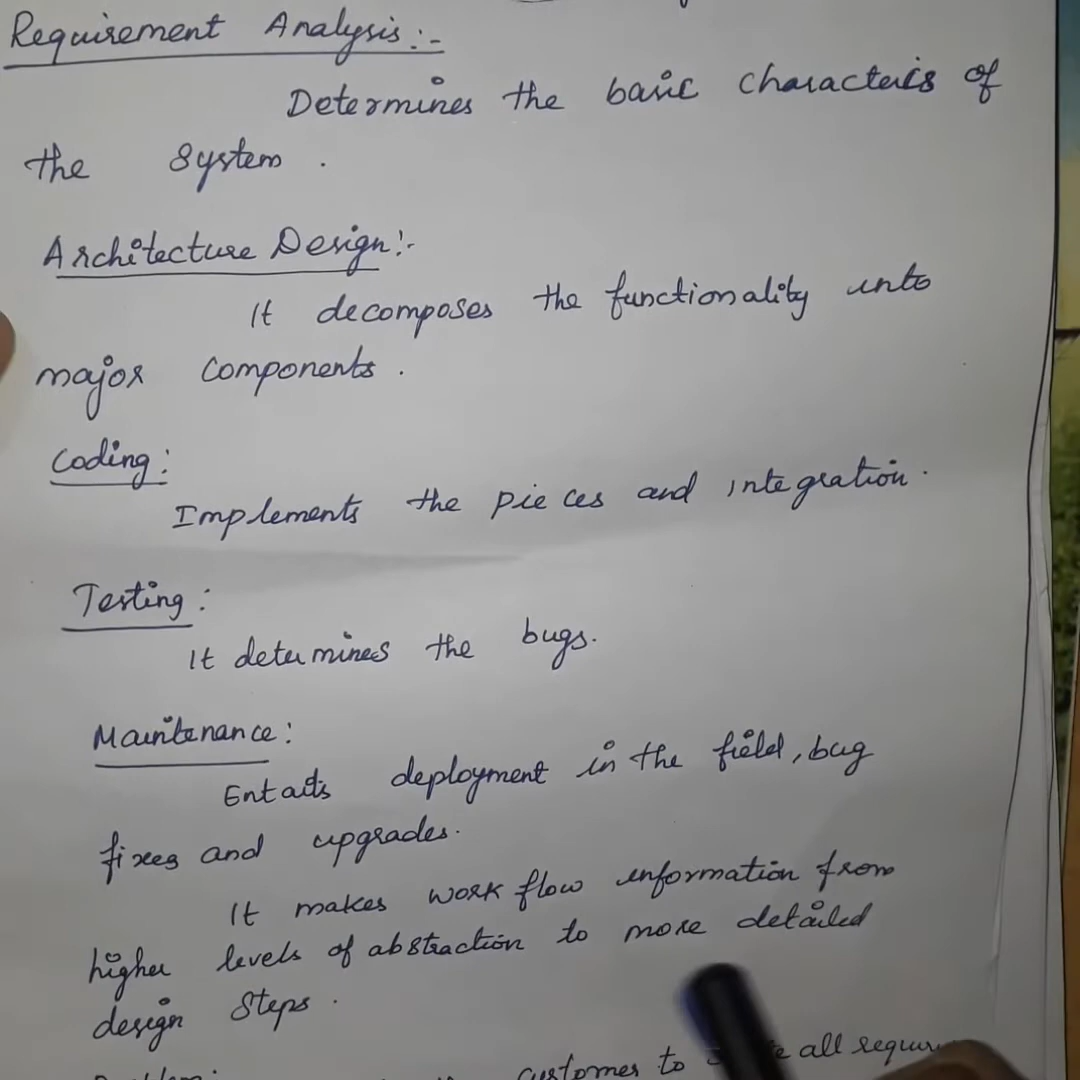 Requirement Analysis :-
Determines the basic characteris of
the System .
Architecture Design :-
It decomposes the functionality into
major components .
Coding :
Implements the pieces and integration .
Testing :
It determines the bugs.
Maintenance :
Entails deployment in the field, bug
fixes and upgrades.
It makes work flow information from
higher levels of abstraction to more detailed
design Steps .
customer to all